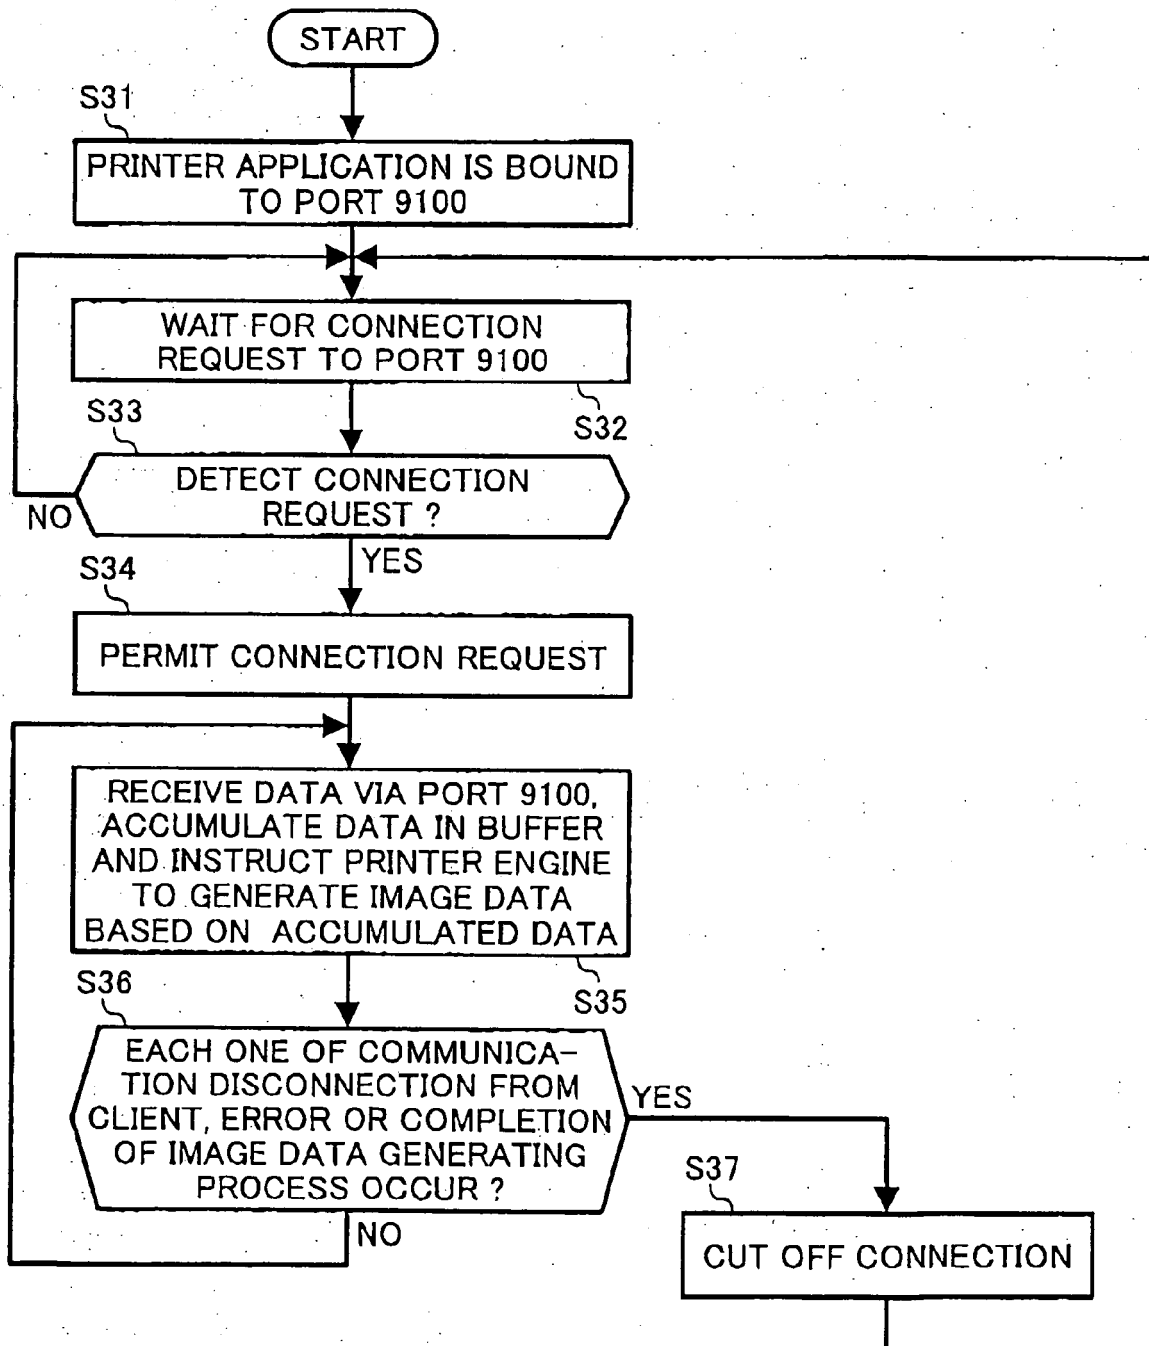 START
S31
PRINTER APPLICATION IS BOUND
TO PORT 9100
WAIT FOR CONNECTION
REQUEST TO PORT 9100
S32
S33
DETECT CONNECTION
REQUEST ?
NO
YES
S34
PERMIT CONNECTION REQUEST
RECEIVE DATA VIA PORT 9100,
ACCUMULATE DATA IN BUFFER
AND INSTRUCT PRINTER ENGINE
TO GENERATE IMAGE DATA
BASED ON ACCUMULATED DATA
S35
S36
EACH ONE OF COMMUNICA-
TION DISCONNECTION FROM
CLIENT, ERROR OR COMPLETION
OF IMAGE DATA GENERATING
PROCESS OCCUR ?
YES
NO
S37
CUT OFF CONNECTION